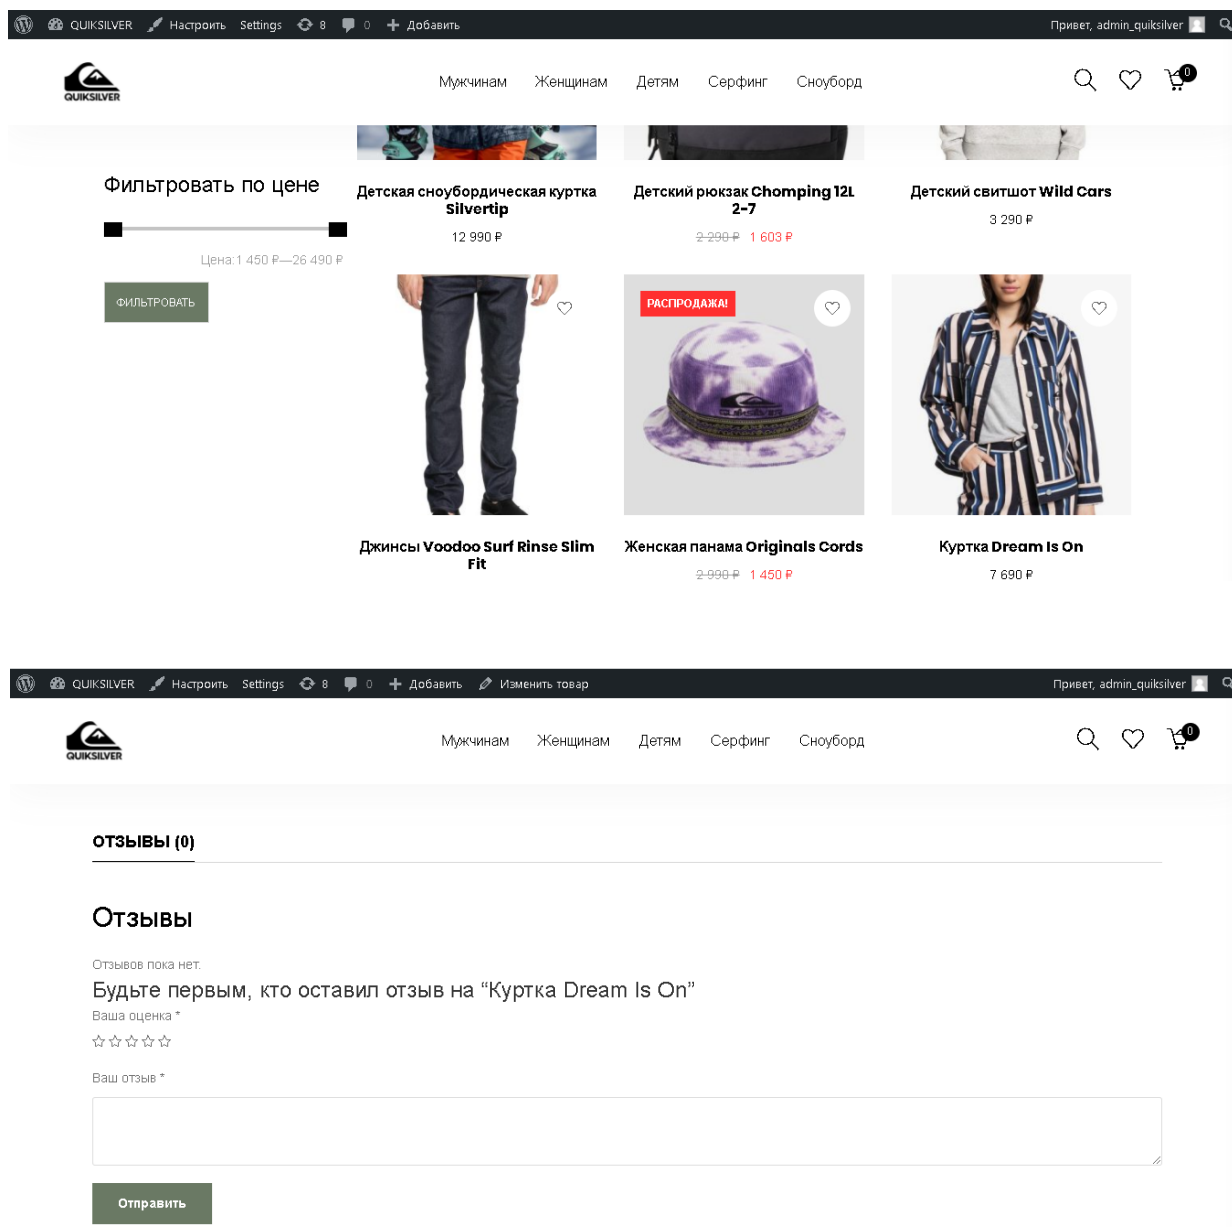 QUIKSILVER Настроить Settings 8 0 Добавить Привет, admin_quiksilver
QUIKSILVER Мужчинам Женщинам Детям Серфинг Сноуборд 0
Фильтровать по цене
Цена:1 450 ₽—26 490 ₽
ФИЛЬТРОВАТЬ
Детская сноубордическая куртка
Silvertip
12 990 ₽
Детский рюкзак Chomping 12L
2-7
2 290 ₽ 1 603 ₽
Детский свитшот Wild Cars
3 290 ₽
РАСПРОДАЖА!
QUIKSILVER
Джинсы Voodoo Surf Rinse Slim
Fit
Женская панама Originals Cords
2 990 ₽ 1 450 ₽
Куртка Dream Is On
7 690 ₽
QUIKSILVER Настроить Settings 8 0 Добавить Изменить товар Привет, admin_quiksilver
QUIKSILVER Мужчинам Женщинам Детям Серфинг Сноуборд 0
ОТЗЫВЫ (0)
Отзывы
Отзывов пока нет.
Будьте первым, кто оставил отзыв на “Куртка Dream Is On”
Ваша оценка *
Ваш отзыв *
Отправить